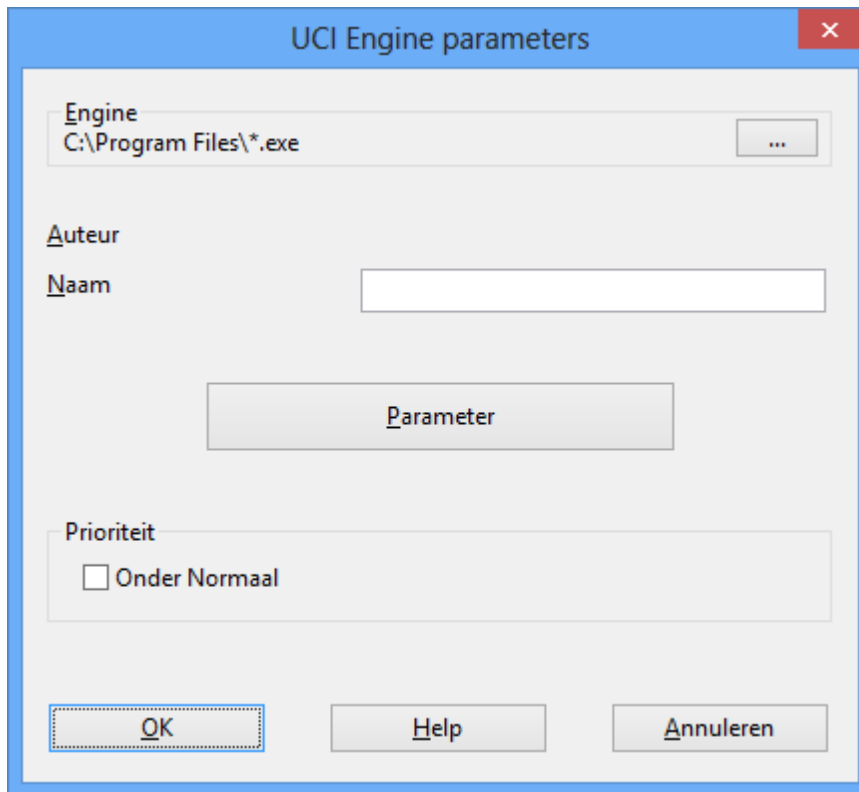 UCI Engine parameters
Engine
C:\Program Files\*.exe
...
Auteur
Naam
Parameter
Prioriteit
Onder Normaal
OK Help Annuleren